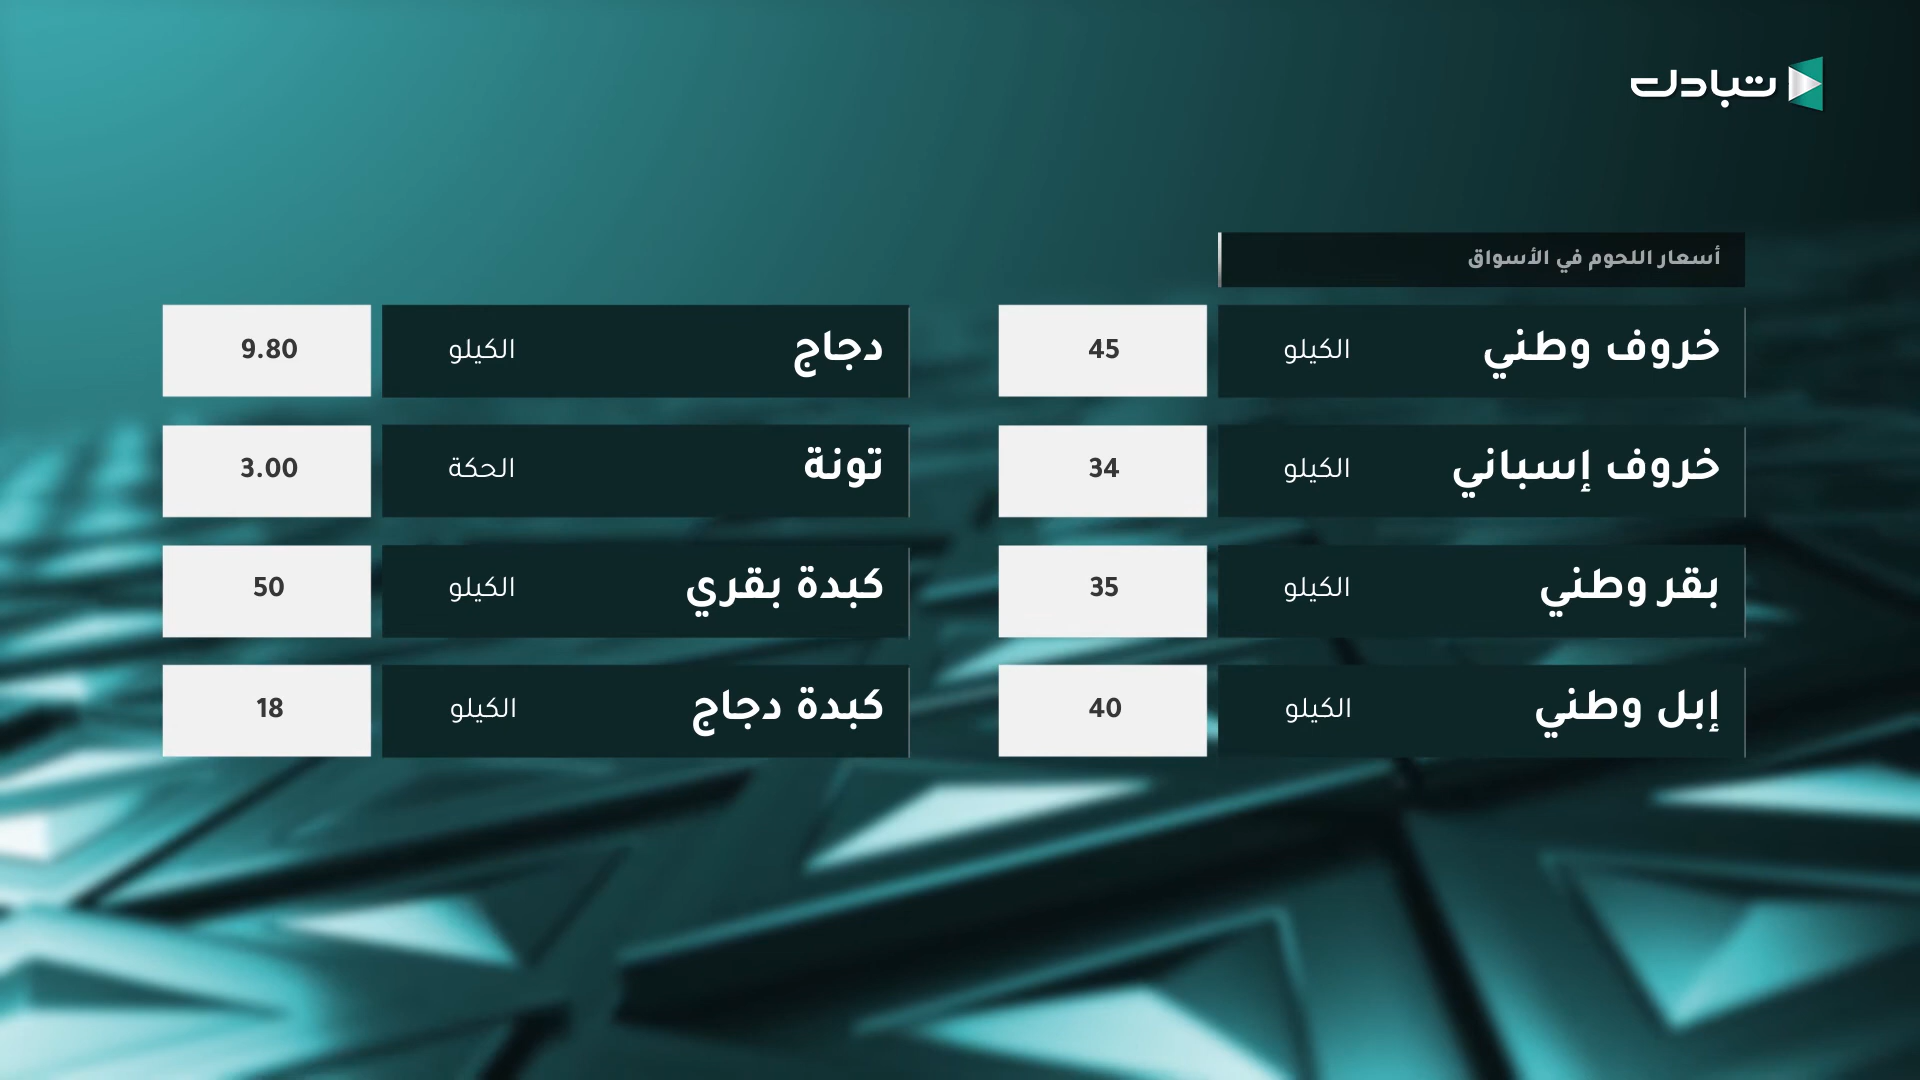 تبادل
أسعار اللحوم في الأسواق
خروف وطني الكيلو 45
خروف إسباني الكيلو 34
بقر وطني الكيلو 35
إبل وطني الكيلو 40
دجاج الكيلو 9.80
تونة الحكة 3.00
كبدة بقري الكيلو 50
كبدة دجاج الكيلو 18